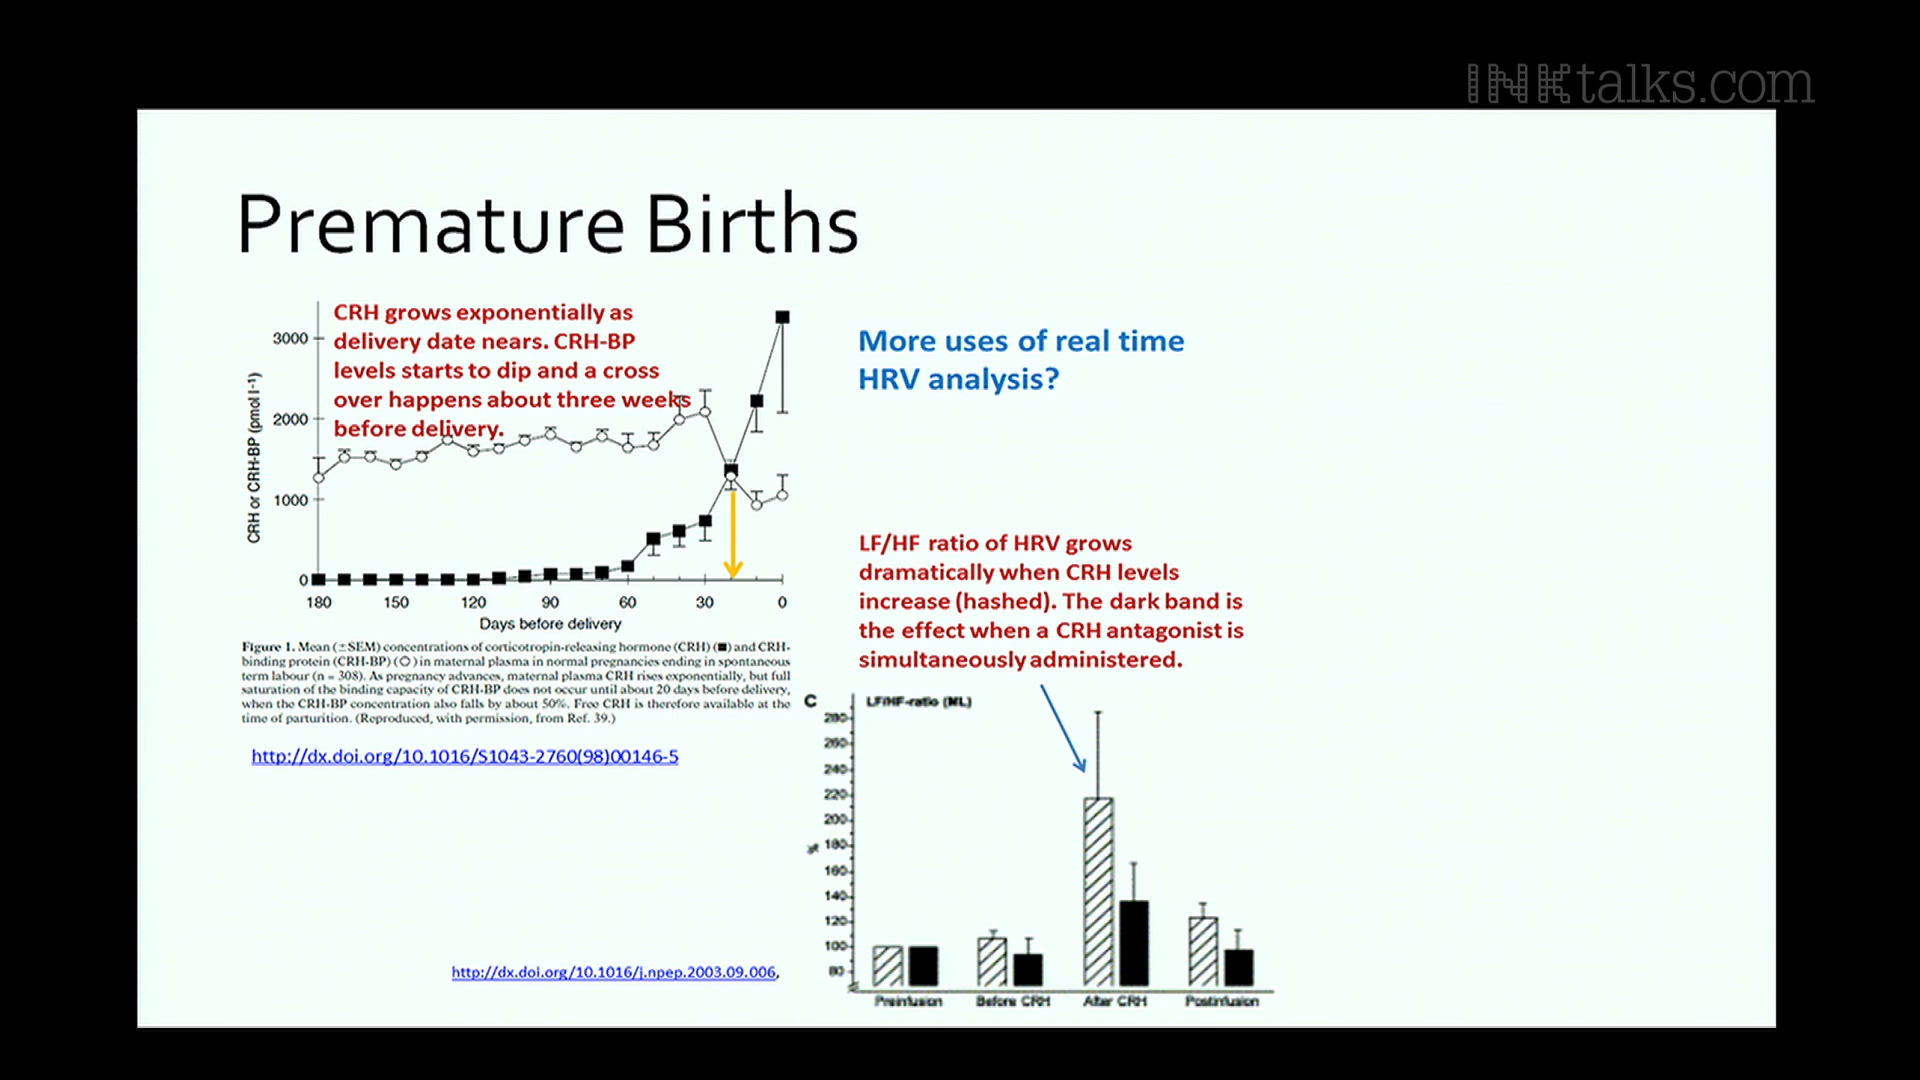 INKtalks.com
Premature Births
CRH grows exponentially as
delivery date nears. CRH-BP
levels starts to dip and a cross
over happens about three weeks
before delivery.
3000
2000
1000
0
CRH or CRH-BP (pmol l⁻¹)
180 150 120 90 60 30 0
Days before delivery
Figure 1. Mean (±SEM) concentrations of corticotropin-releasing hormone (CRH) (■) and CRH-
binding protein (CRH-BP) (○) in maternal plasma in normal pregnancies ending in spontaneous
term labour (n = 308). As pregnancy advances, maternal plasma CRH rises exponentially, but full
saturation of the binding capacity of CRH-BP does not occur until about 20 days before delivery,
when the CRH-BP concentration also falls by about 50%. Free CRH is therefore available at the
time of parturition. (Reproduced, with permission, from Ref. 39.)
http://dx.doi.org/10.1016/S1043-2760(98)00146-5
More uses of real time
HRV analysis?
LF/HF ratio of HRV grows
dramatically when CRH levels
increase (hashed). The dark band is
the effect when a CRH antagonist is
simultaneously administered.
C
LF/HF-ratio (ML)
280
260
240
220
200
180
160
140
120
100
80
%
Preinfusion Before CRH After CRH Postinfusion
http://dx.doi.org/10.1016/j.npep.2003.09.006,